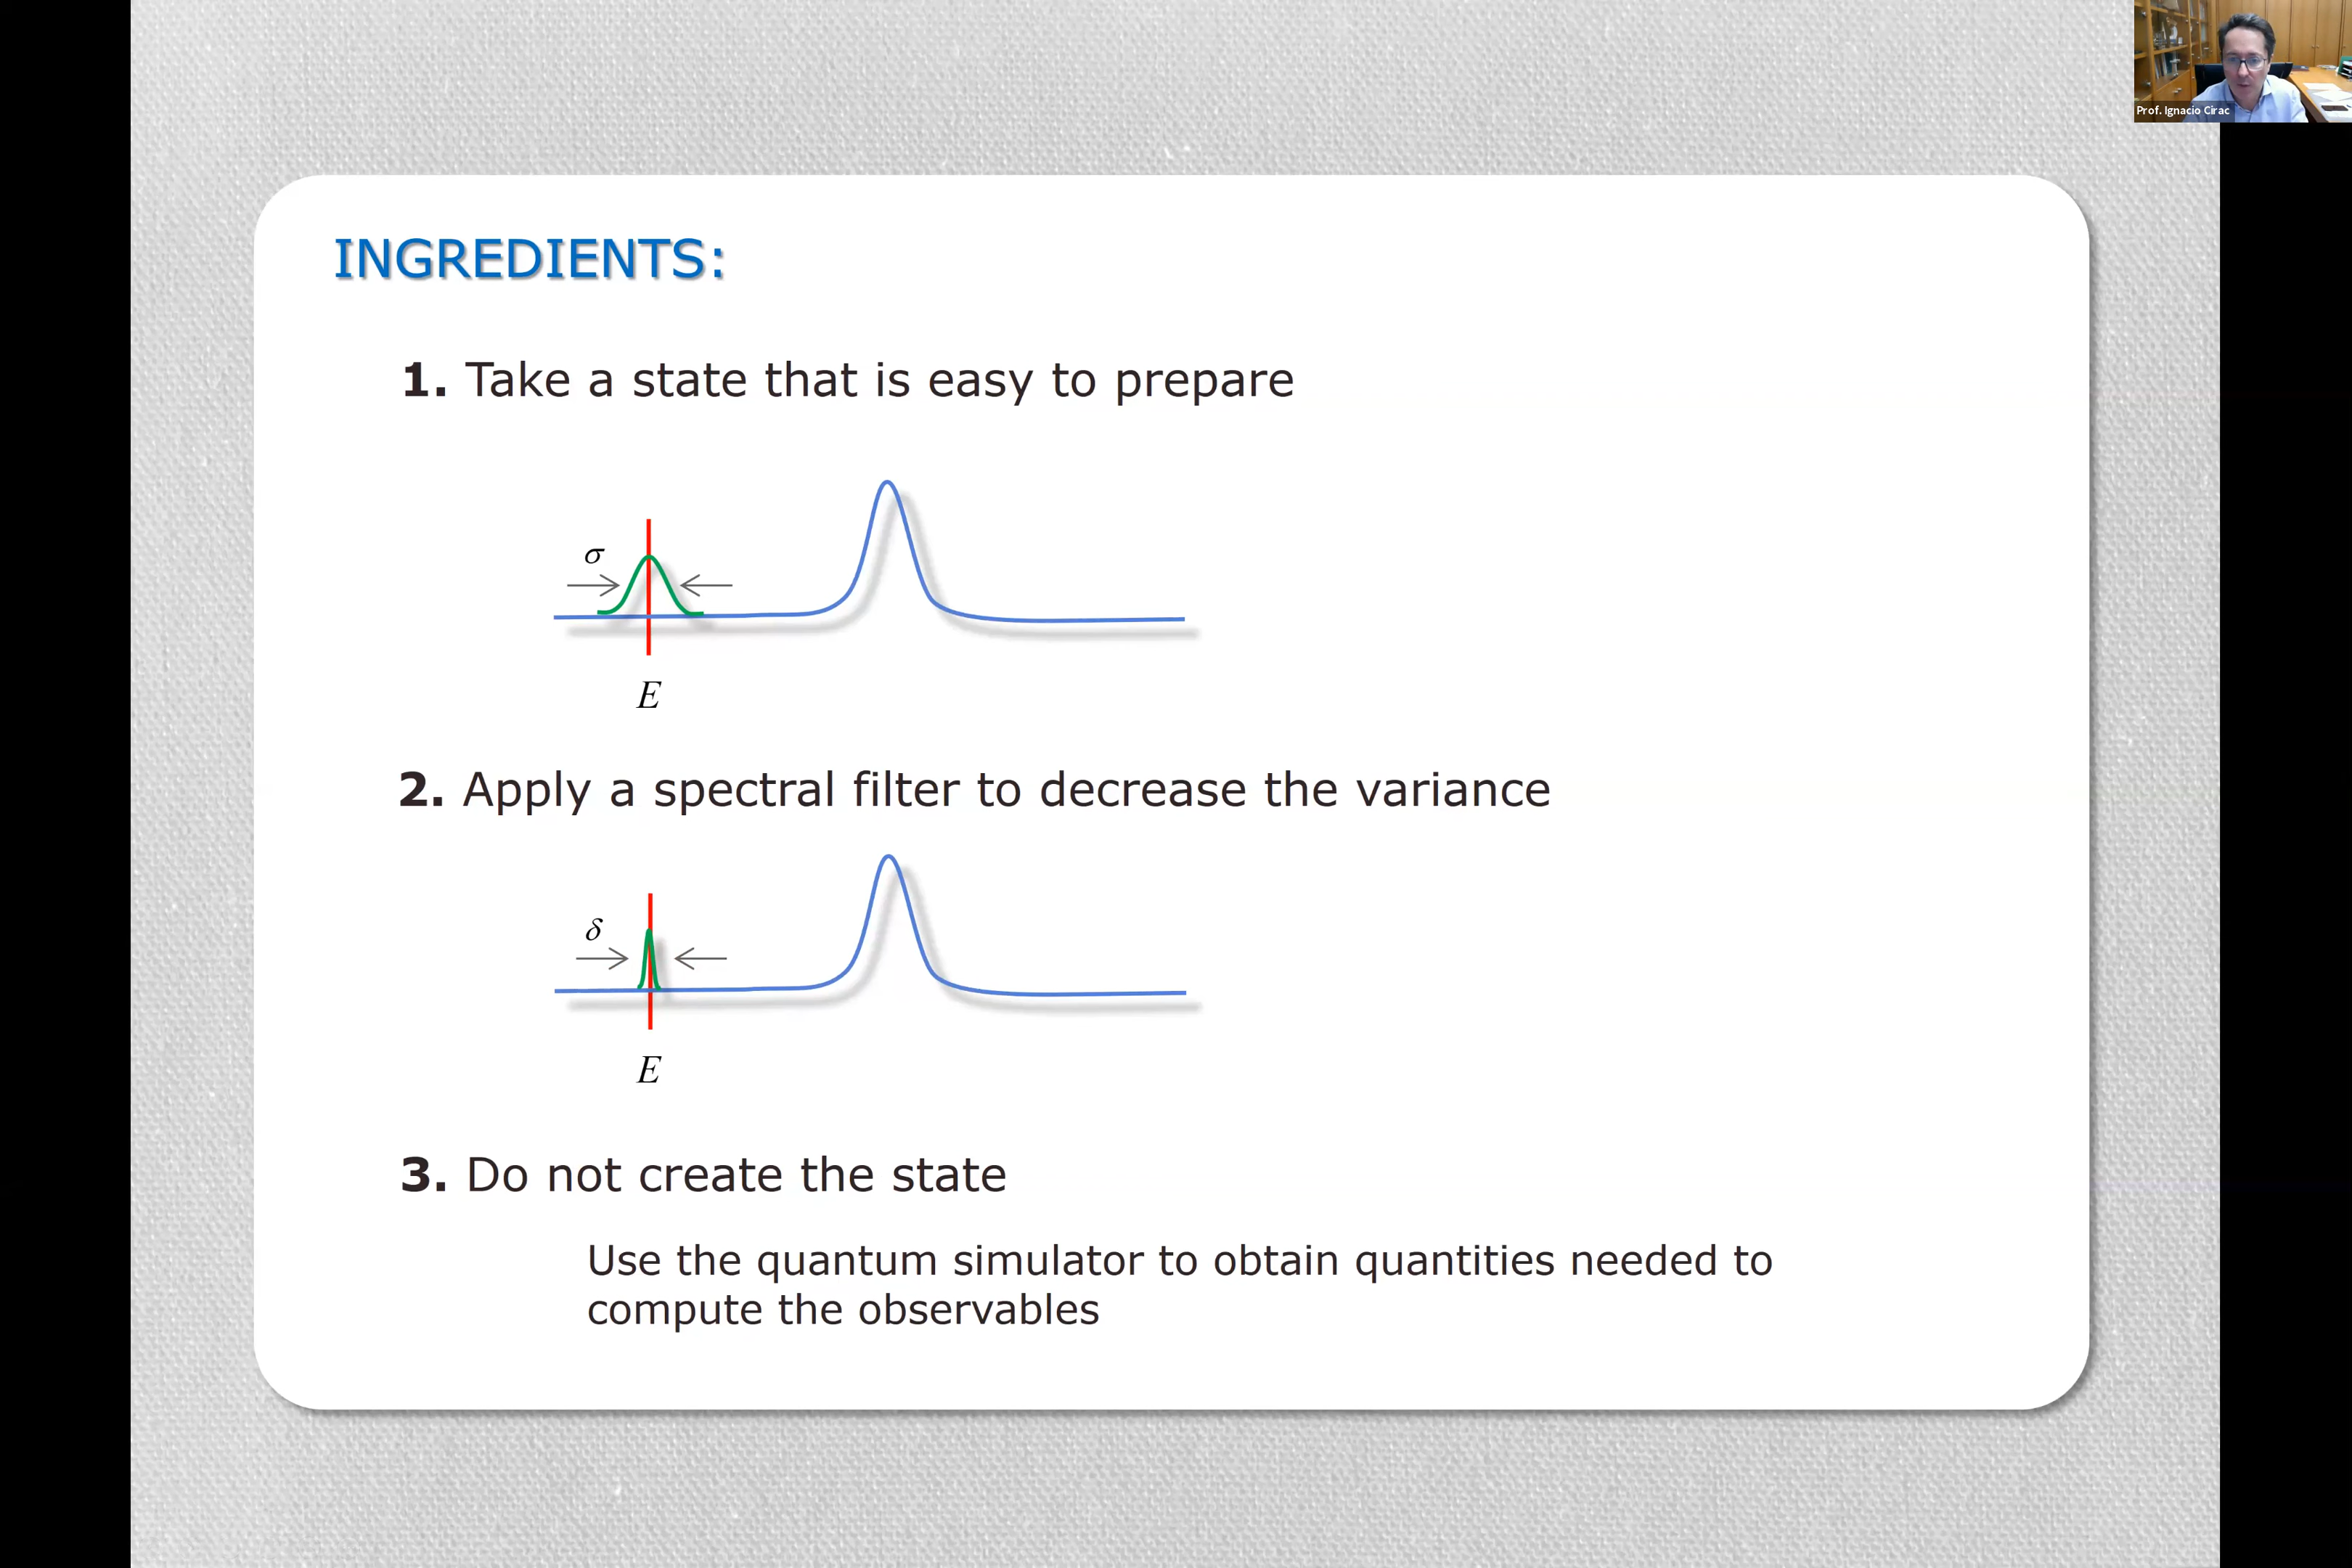 Prof. Ignacio Cirac
INGREDIENTS:
1. Take a state that is easy to prepare
σ
E
2. Apply a spectral filter to decrease the variance
δ
E
3. Do not create the state
Use the quantum simulator to obtain quantities needed to
compute the observables